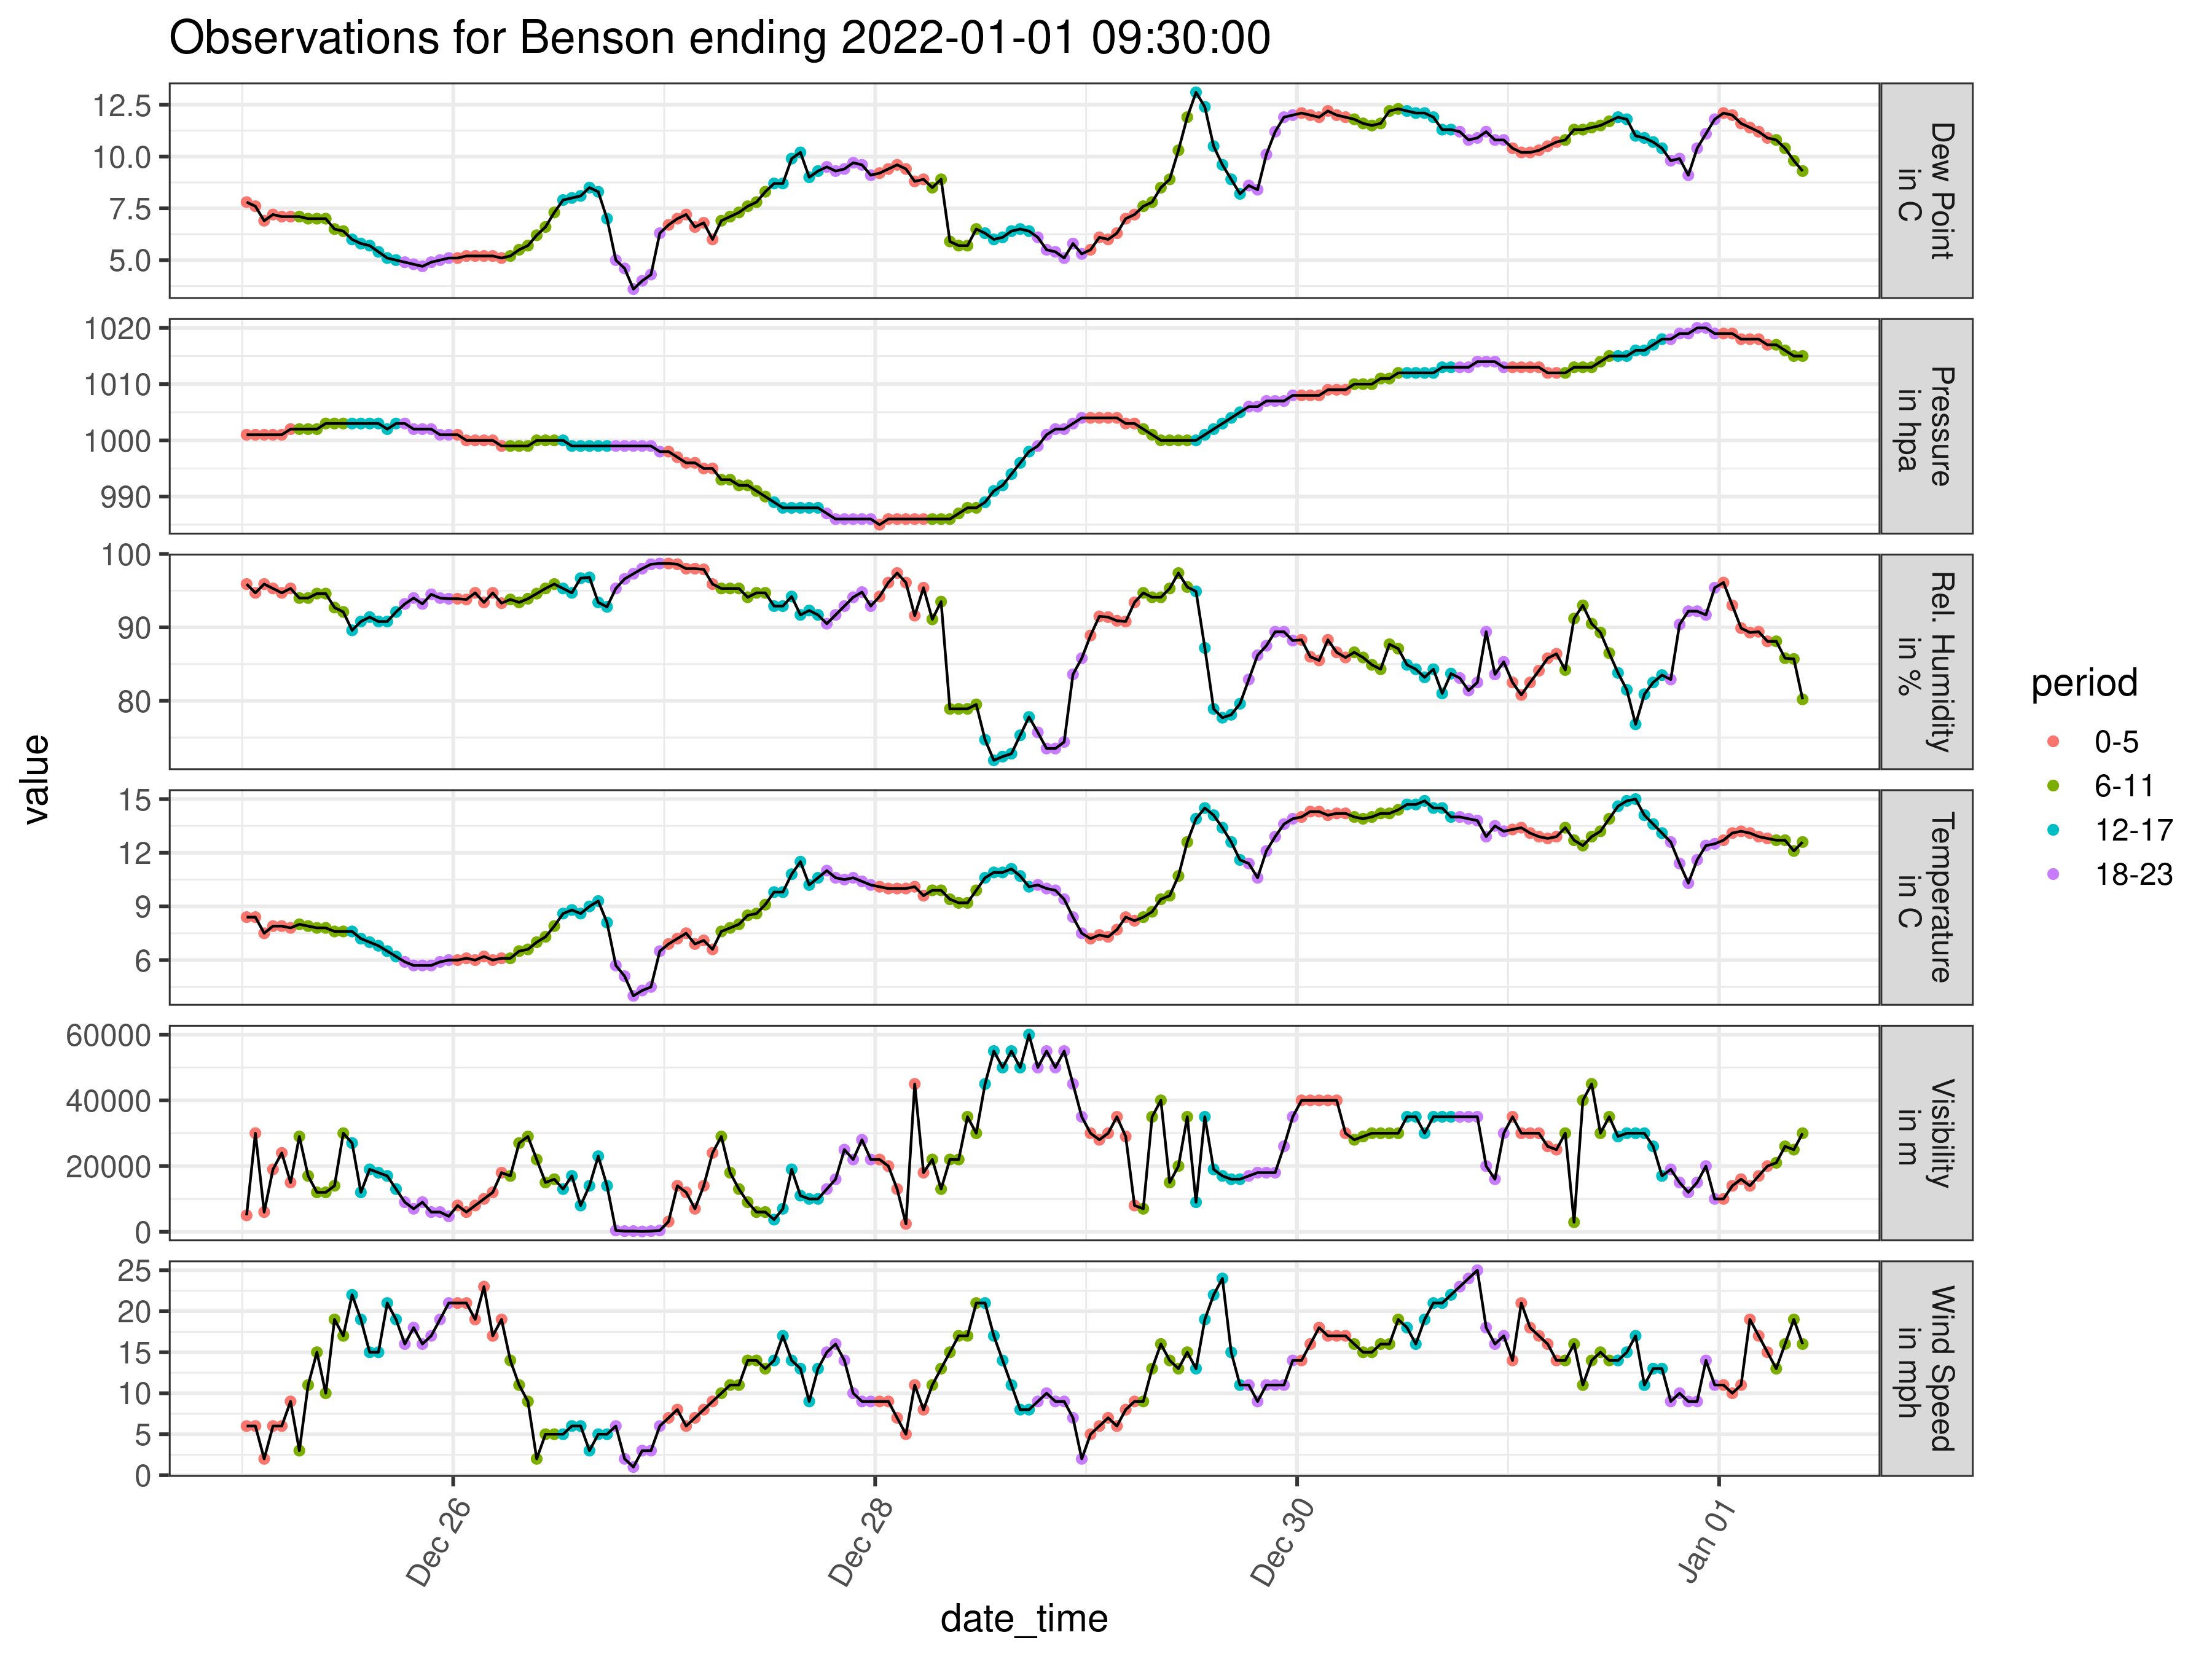 Observations for Benson ending 2022-01-01 09:30:00
12.5
10.0
7.5
5.0
Dew Point
in C
1020
1010
1000
990
Pressure
in hpa
100
90
80
Rel. Humidity
in %
15
12
9
6
Temperature
in C
60000
40000
20000
0
Visibility
in m
25
20
15
10
5
0
Wind Speed
in mph
value
Dec 26
Dec 28
Dec 30
Jan 01
date_time
period
0-5
6-11
12-17
18-23